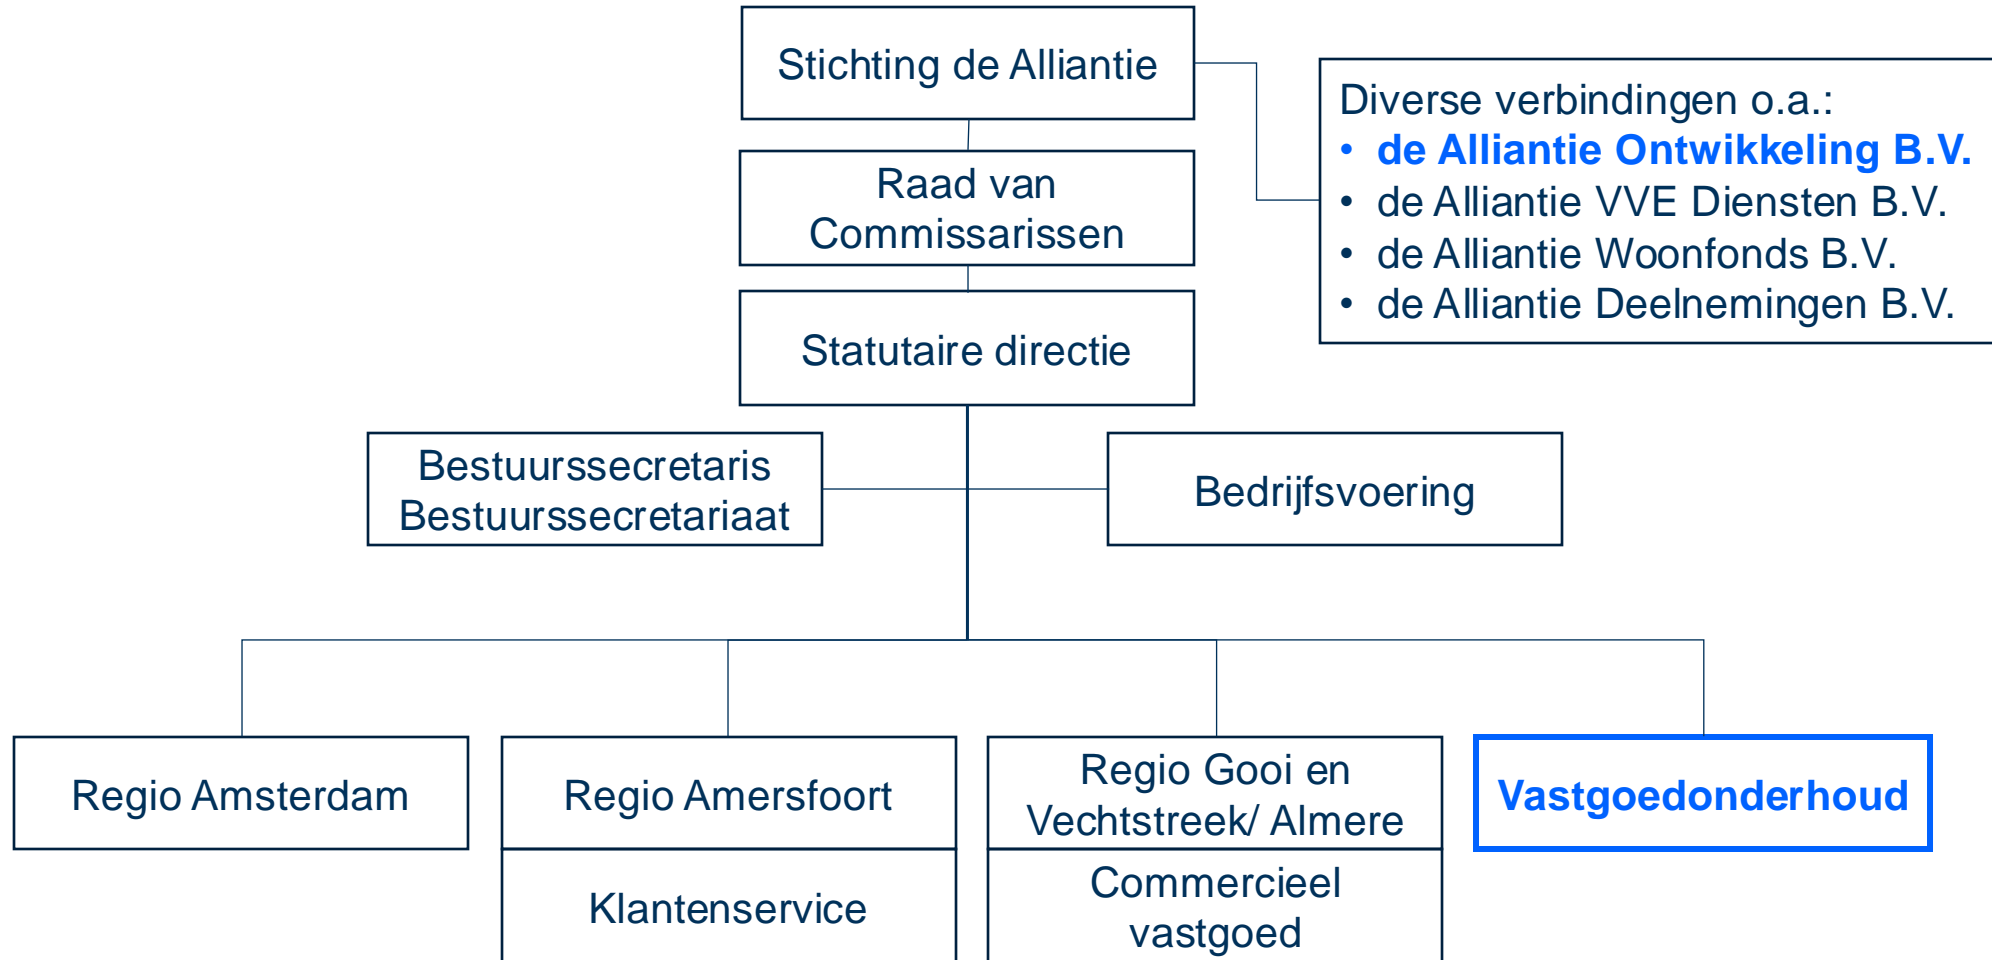 Stichting de Alliantie
Diverse verbindingen o.a.:
• de Alliantie Ontwikkeling B.V.
• de Alliantie VVE Diensten B.V.
• de Alliantie Woonfonds B.V.
• de Alliantie Deelnemingen B.V.
Raad van
Commissarissen
Statutaire directie
Bestuurssecretaris
Bestuurssecretariaat
Bedrijfsvoering
Regio Amsterdam
Regio Amersfoort
Klantenservice
Regio Gooi en
Vechtstreek/ Almere
Commercieel
vastgoed
Vastgoedonderhoud